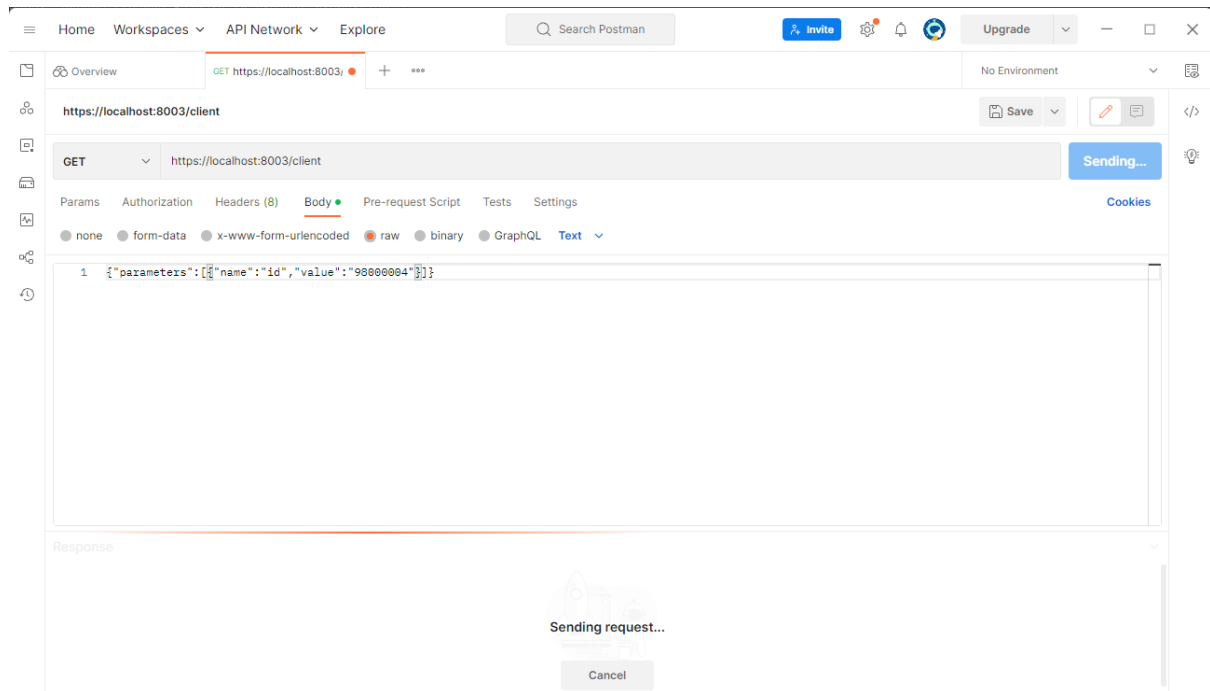 Home Workspaces API Network Explore Search Postman Invite Upgrade
Overview GET https://localhost:8003/ No Environment
https://localhost:8003/client Save
GET https://localhost:8003/client Sending...
Params Authorization Headers (8) Body Pre-request Script Tests Settings Cookies
none form-data x-www-form-urlencoded raw binary GraphQL Text
1 {"parameters":[{"name":"id","value":"98000004"}]}
Response
Sending request...
Cancel